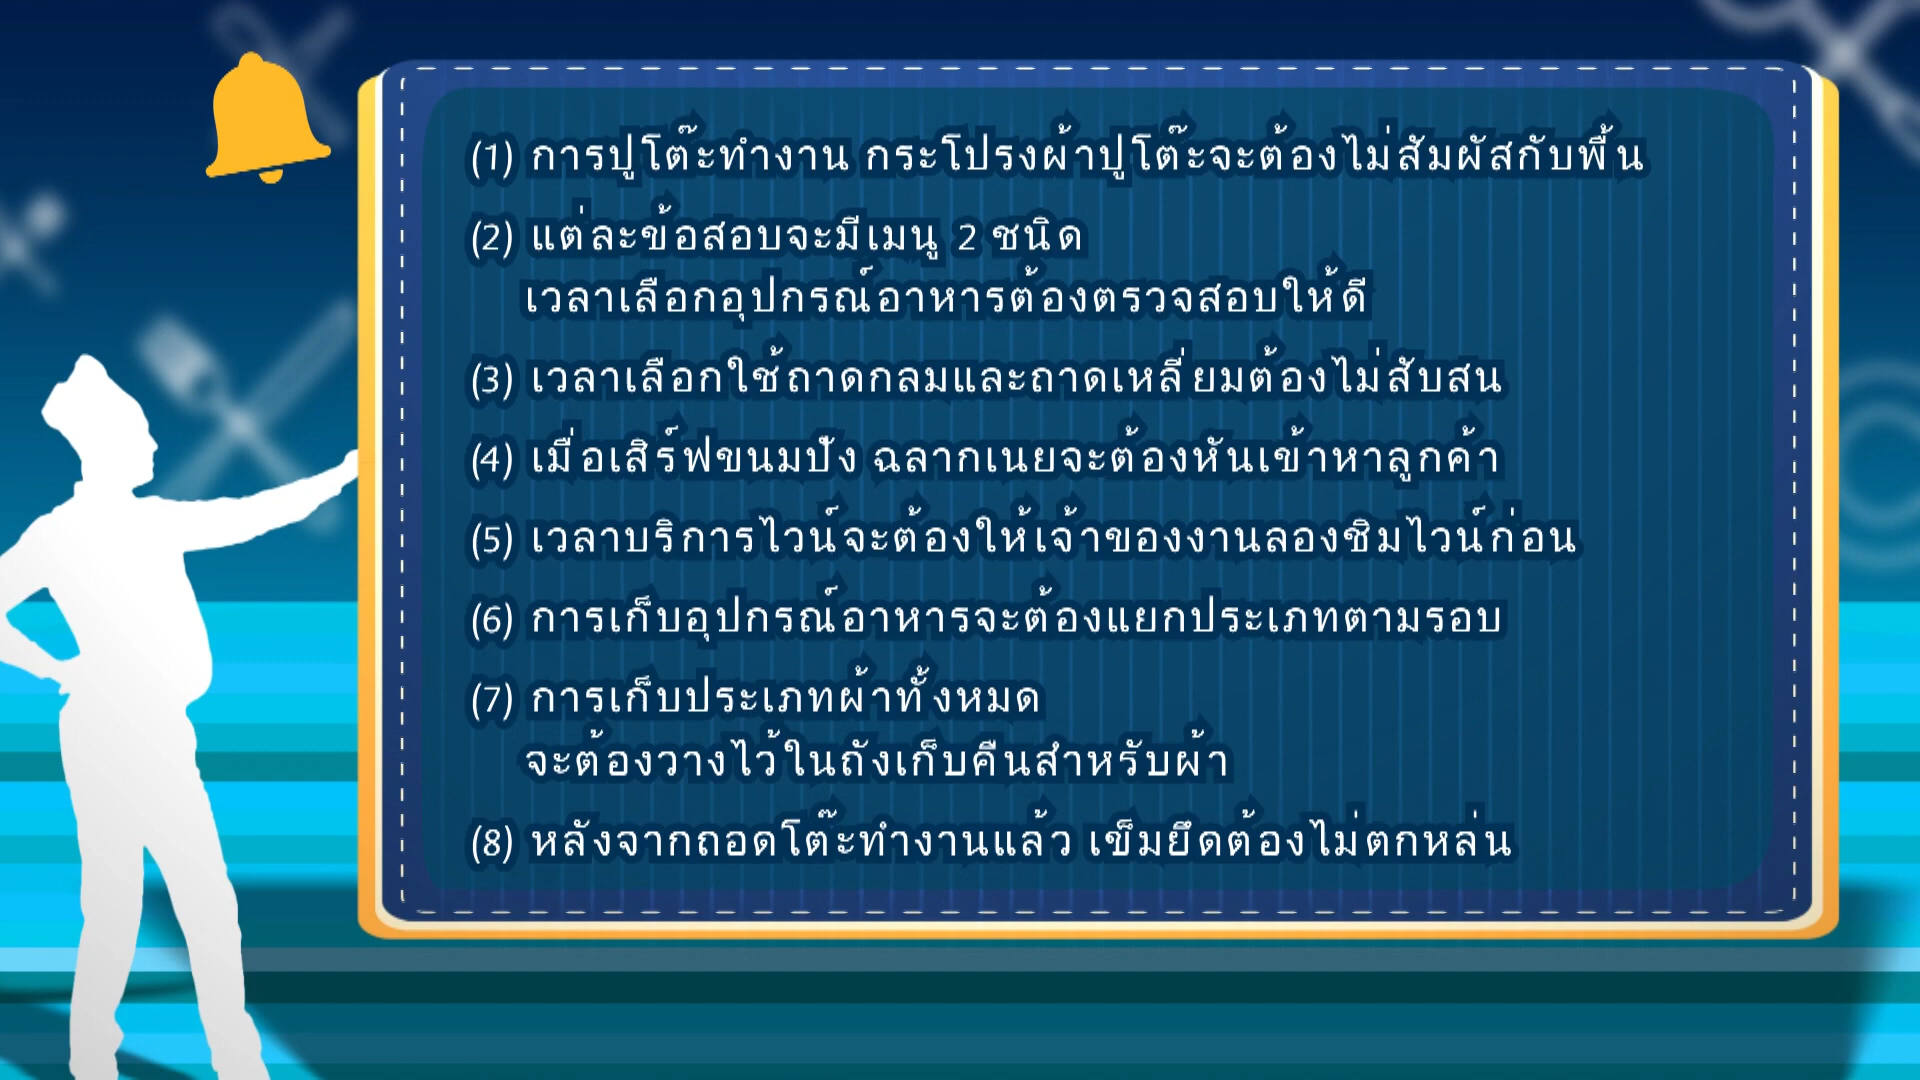 (1) การปูโต๊ะทำงาน กระโปรงผ้าปูโต๊ะจะต้องไม่สัมผัสกับพื้น
(2) แต่ละข้อสอบจะมีเมนู 2 ชนิด
เวลาเลือกอุปกรณ์อาหารต้องตรวจสอบให้ดี
(3) เวลาเลือกใช้ถาดกลมและถาดเหลี่ยมต้องไม่สับสน
(4) เมื่อเสิร์ฟขนมปัง ฉลากเนยจะต้องหันเข้าหาลูกค้า
(5) เวลาบริการไวน์จะต้องให้เจ้าของงานลองชิมไวน์ก่อน
(6) การเก็บอุปกรณ์อาหารจะต้องแยกประเภทตามรอบ
(7) การเก็บประเภทผ้าทั้งหมด
จะต้องวางไว้ในถังเก็บคืนสำหรับผ้า
(8) หลังจากถอดโต๊ะทำงานแล้ว เข็มยึดต้องไม่ตกหล่น